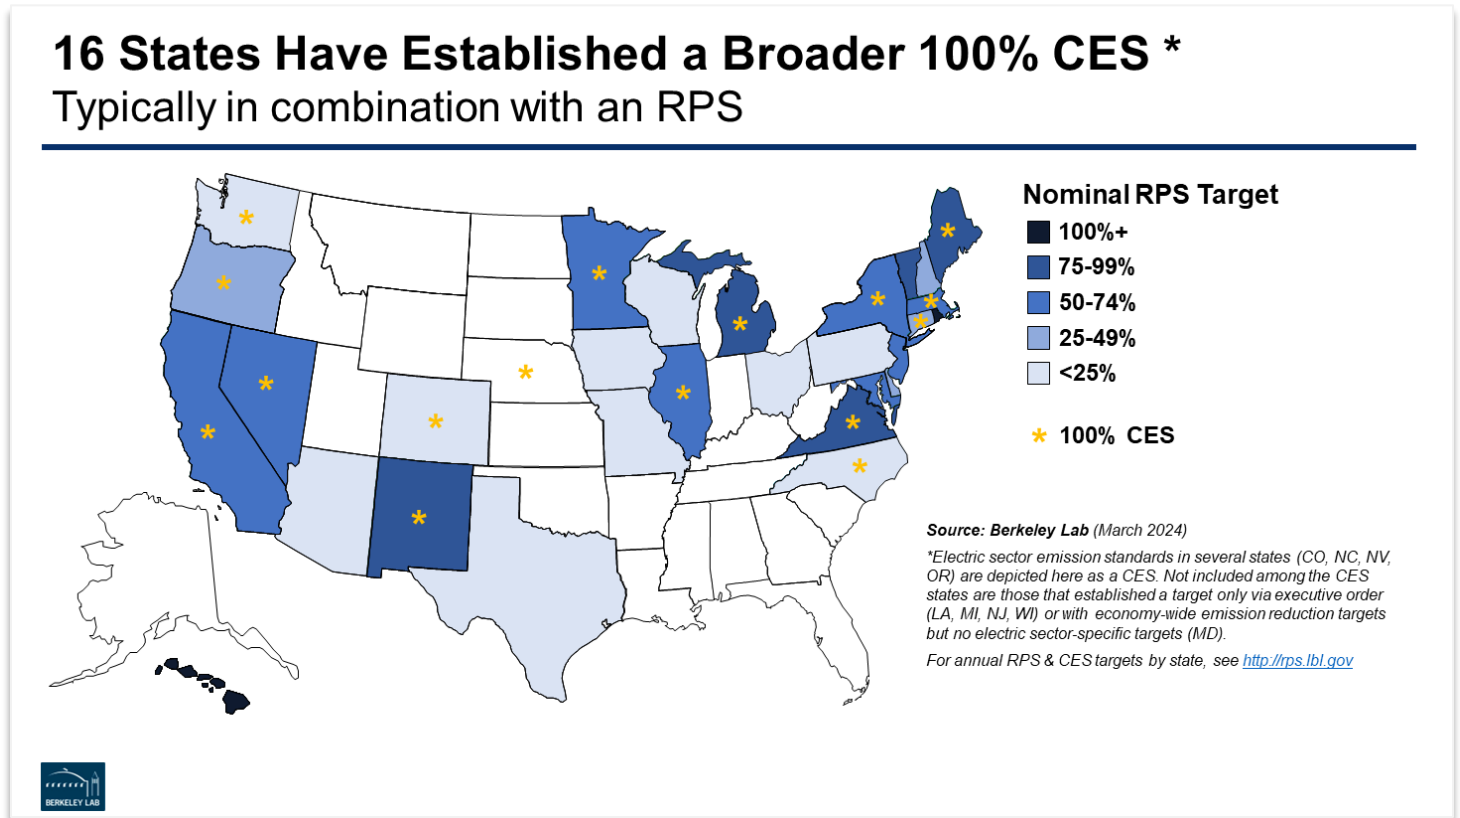 16 States Have Established a Broader 100% CES *
Typically in combination with an RPS
Nominal RPS Target
100%+
75-99%
50-74%
25-49%
<25%
* 100% CES
Source: Berkeley Lab (March 2024)
*Electric sector emission standards in several states (CO, NC, NV,
OR) are depicted here as a CES. Not included among the CES
states are those that established a target only via executive order
(LA, MI, NJ, WI) or with economy-wide emission reduction targets
but no electric sector-specific targets (MD).
For annual RPS & CES targets by state, see http://rps.lbl.gov
BERKELEY LAB